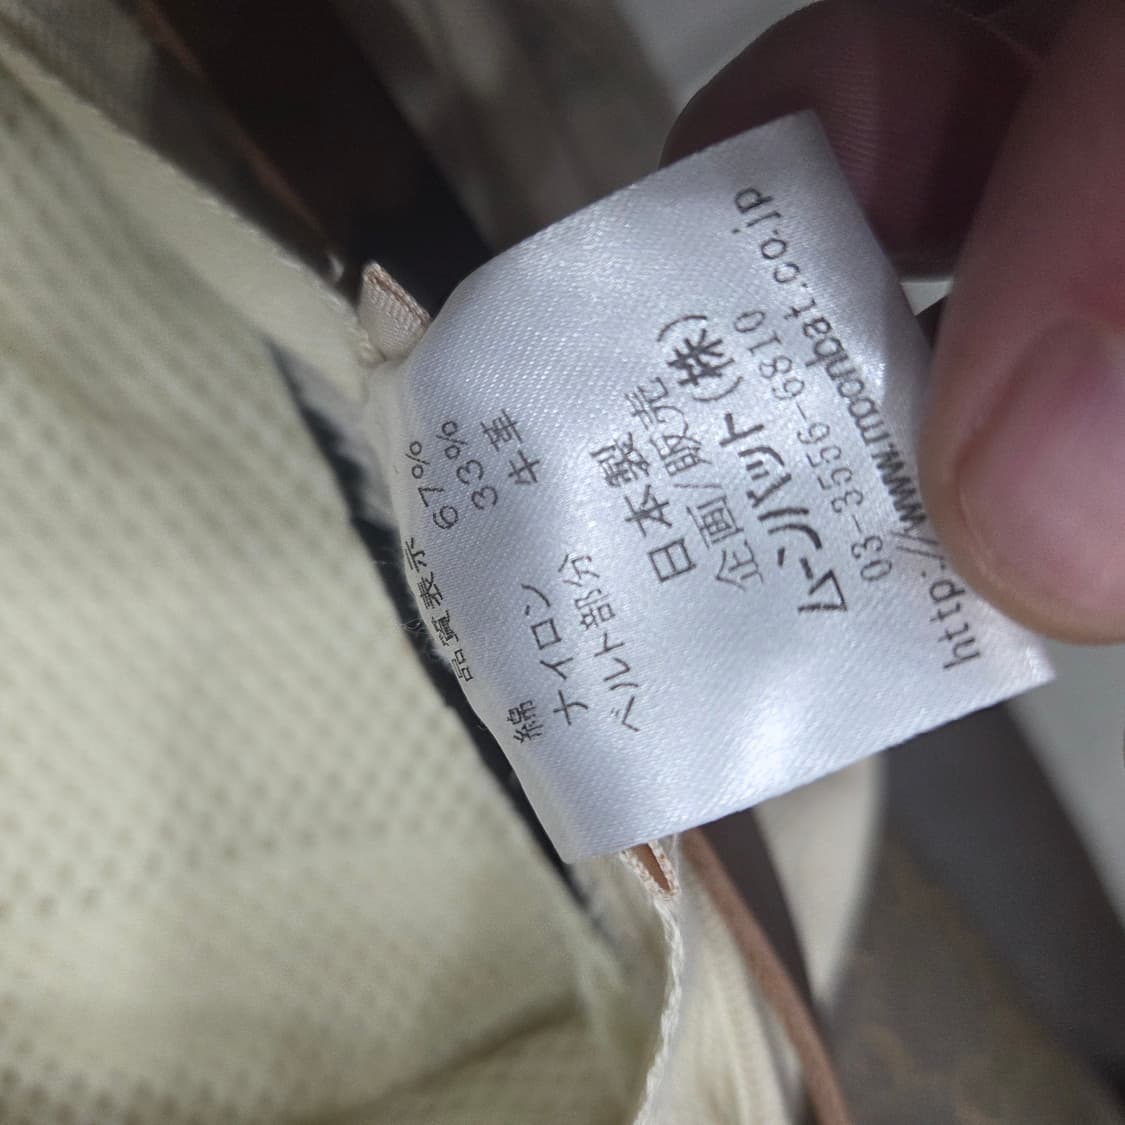 品質表示
綿 67%
ナイロン 33%
ベルト部分 牛革
日本製
企画/販売
ムーンバット(株)
03-3556-6810
http://www.moonbat.co.jp